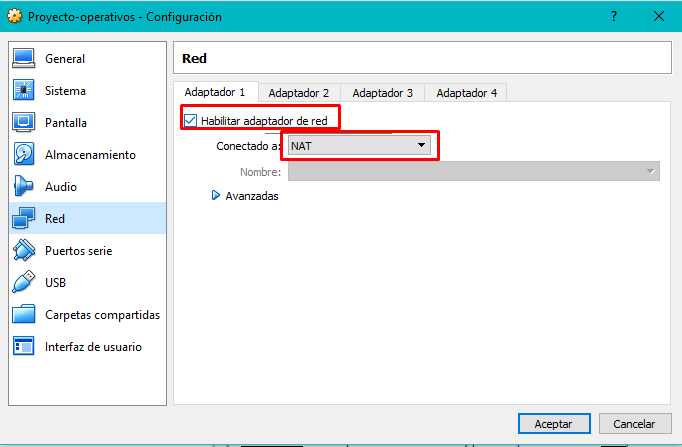 Proyecto-operativos - Configuración
?
General
Sistema
Pantalla
Almacenamiento
Audio
Red
Puertos serie
USB
Carpetas compartidas
Interfaz de usuario
Red
Adaptador 1 Adaptador 2 Adaptador 3 Adaptador 4
Habilitar adaptador de red
Conectado a: NAT
Nombre:
Avanzadas
Aceptar Cancelar